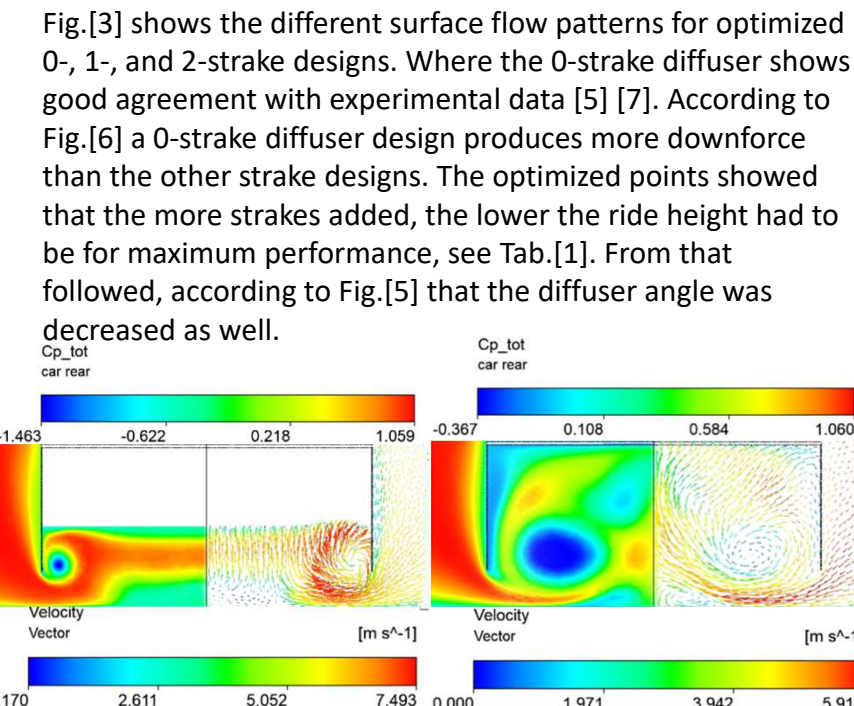 Fig.[3] shows the different surface flow patterns for optimized
0-, 1-, and 2-strake designs. Where the 0-strake diffuser shows
good agreement with experimental data [5] [7]. According to
Fig.[6] a 0-strake diffuser design produces more downforce
than the other strake designs. The optimized points showed
that the more strakes added, the lower the ride height had to
be for maximum performance, see Tab.[1]. From that
followed, according to Fig.[5] that the diffuser angle was
decreased as well.
Cp_tot
car rear
-1.463 -0.622 0.218 1.059
Cp_tot
car rear
-0.367 0.108 0.584 1.060
Velocity
Vector [m s^-1]
.170 2.611 5.052 7.493
Velocity
Vector [m s^-1
0.000 1.971 3.942 5.91